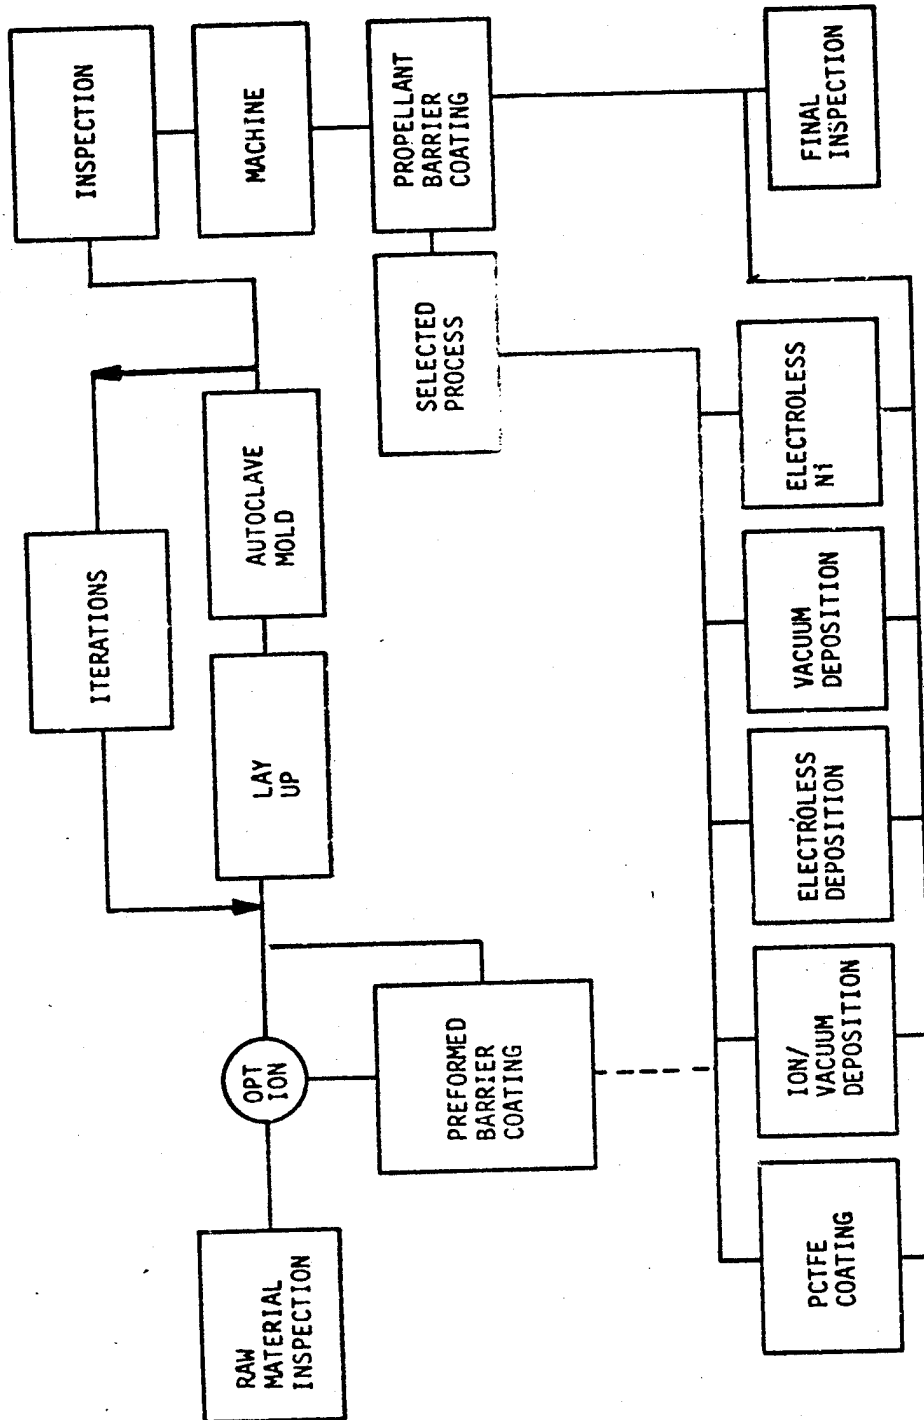 RAW
MATERIAL
INSPECTION
OPT
ION
PREFORMED
BARRIER
COATING
ITERATIONS
LAY
UP
AUTOCLAVE
MOLD
INSPECTION
MACHINE
PROPELLANT
BARRIER
COATING
SELECTED
PROCESS
PCTFE
COATING
ION/
VACUUM
DEPOSITION
ELECTROLESS
DEPOSITION
VACUUM
DEPOSITION
ELECTROLESS
Ni
FINAL
INSPECTION